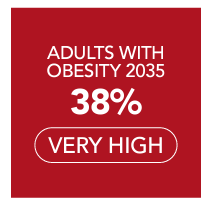 ADULTS WITH
OBESITY 2035
38%
VERY HIGH